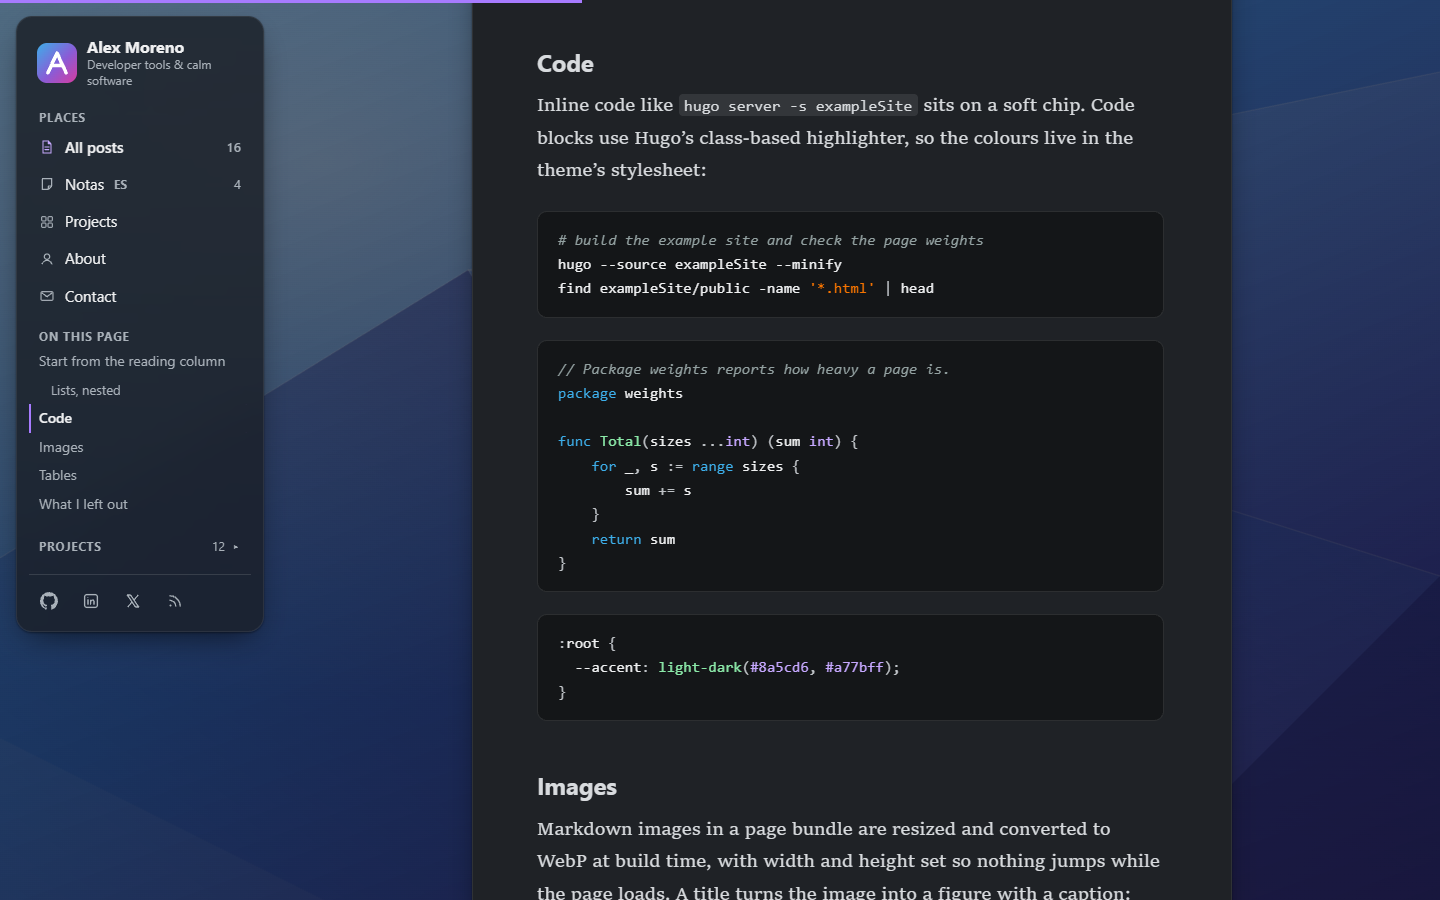 Alex Moreno
Developer tools & calm
software
PLACES
All posts 16
Notas ES 4
Projects
About
Contact
ON THIS PAGE
Start from the reading column
Lists, nested
Code
Images
Tables
What I left out
PROJECTS 12
Code
Inline code like hugo server -s exampleSite sits on a soft chip. Code
blocks use Hugo’s class-based highlighter, so the colours live in the
theme’s stylesheet:
# build the example site and check the page weights
hugo --source exampleSite --minify
find exampleSite/public -name '*.html' | head
// Package weights reports how heavy a page is.
package weights
func Total(sizes ...int) (sum int) {
    for _, s := range sizes {
        sum += s
    }
    return sum
}
:root {
  --accent: light-dark(#8a5cd6, #a77bff);
}
Images
Markdown images in a page bundle are resized and converted to
WebP at build time, with width and height set so nothing jumps while
the page loads. A title turns the image into a figure with a caption: